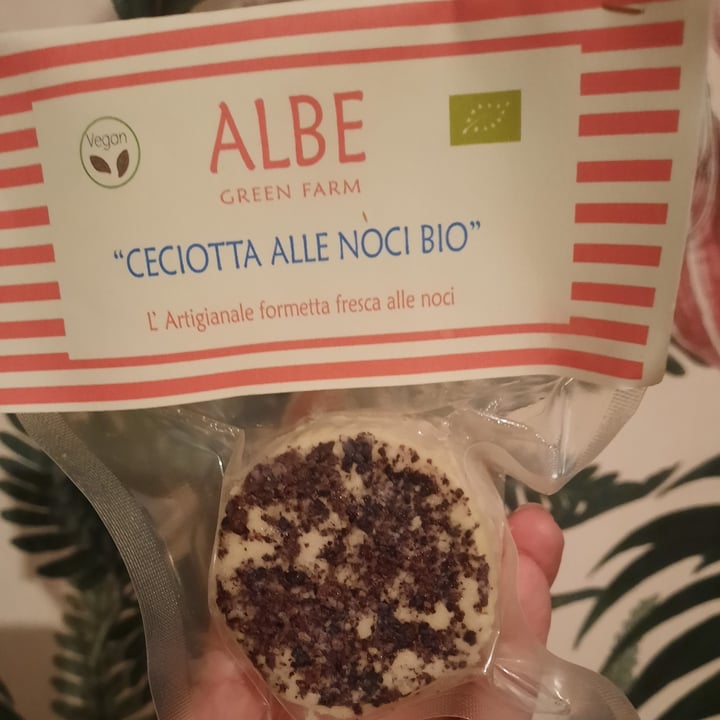 Vegan
ALBE
GREEN FARM
“CECIOTTA ALLE NOCI BIO”
L' Artigianale formetta fresca alle noci